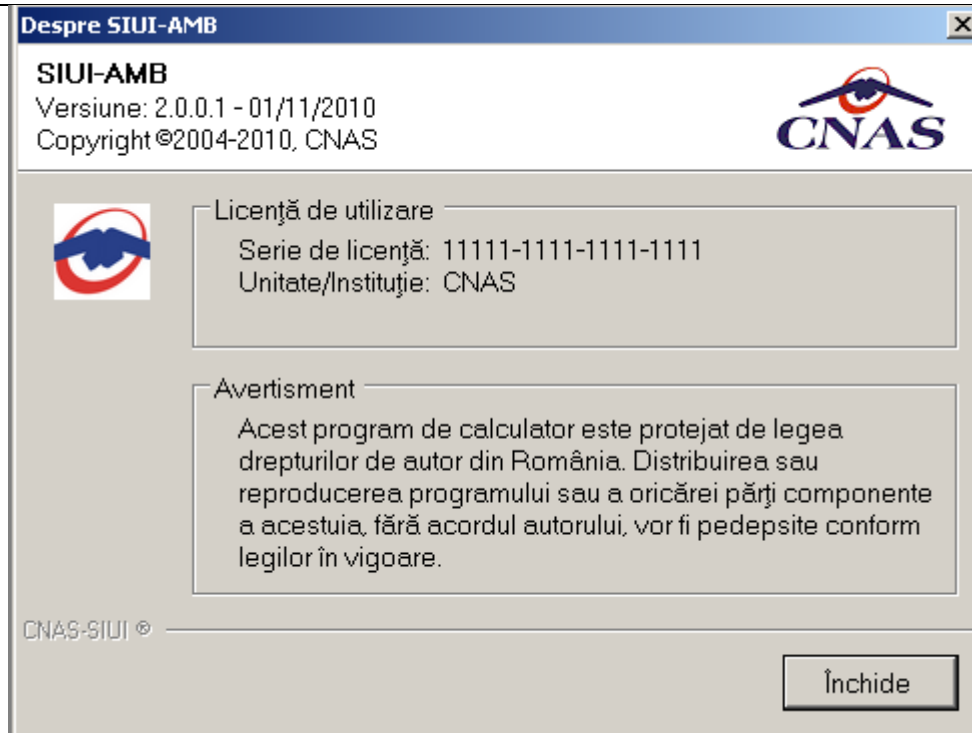 Despre SIUI-AMB
SIUI-AMB
Versiune: 2.0.0.1 - 01/11/2010
Copyright ©2004-2010, CNAS
CNAS
Licenţă de utilizare
Serie de licenţă: 11111-1111-1111-1111
Unitate/Instituţie: CNAS
Avertisment
Acest program de calculator este protejat de legea
drepturilor de autor din România. Distribuirea sau
reproducerea programului sau a oricărei părţi componente
a acestuia, fără acordul autorului, vor fi pedepsite conform
legilor în vigoare.
CNAS-SIUI ®
Închide